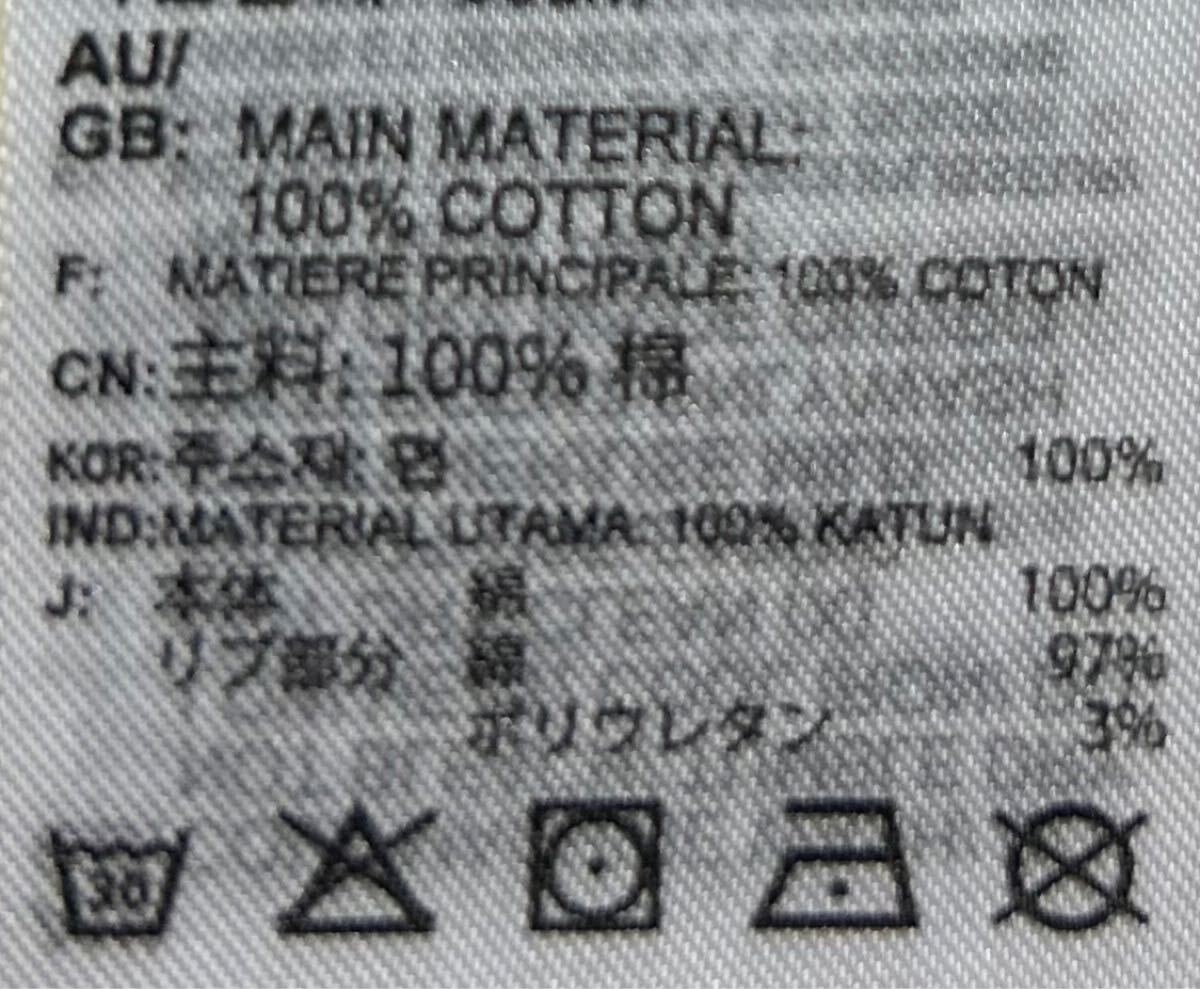 AU/
GB: MAIN MATERIAL:
100% COTTON
F: MATIERE PRINCIPALE: 100% COTON
CN: 主料: 100% 棉
KOR: 주소재: 면 100%
IND: MATERIAL UTAMA: 100% KATUN
J: 本体 綿 100%
リブ部分 綿 97%
ポリウレタン 3%
30